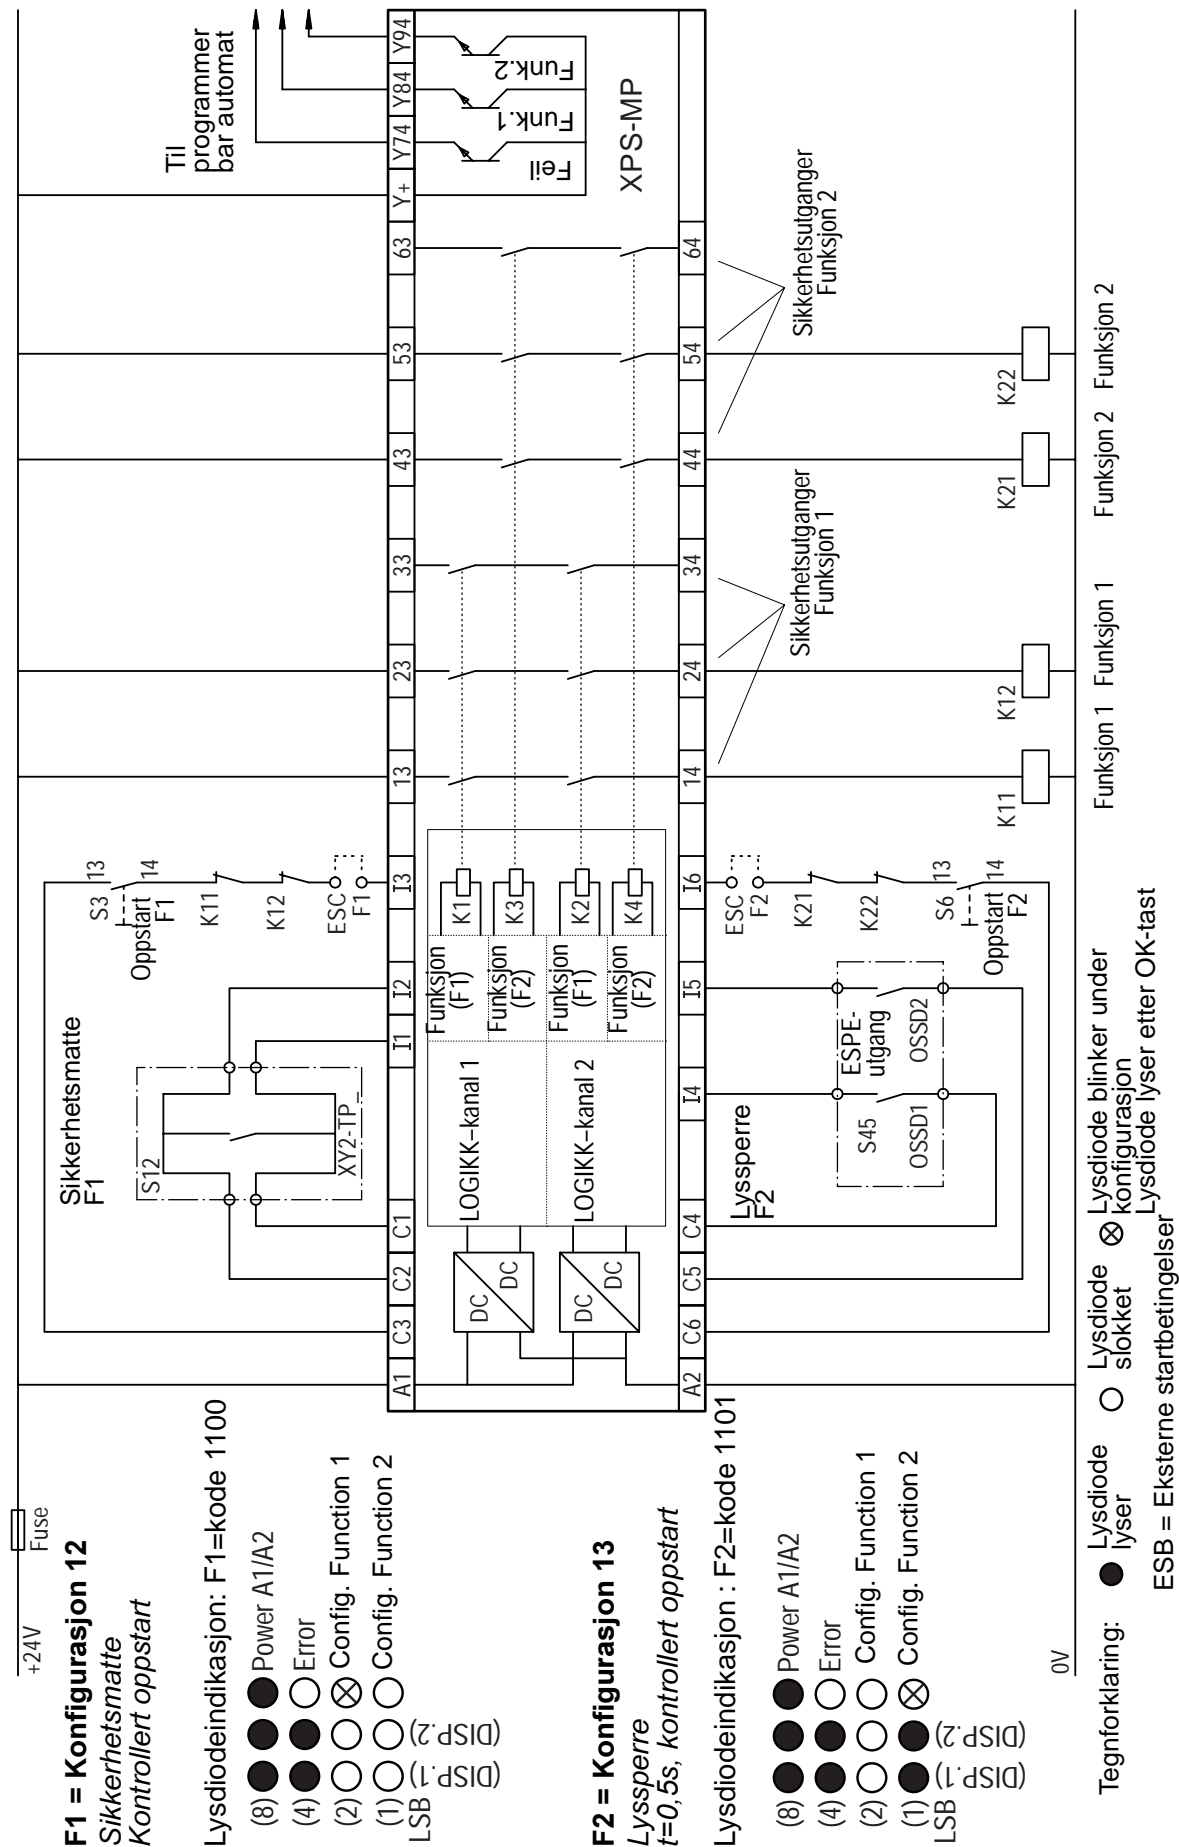 +24V
Fuse
F1 = Konfigurasjon 12
Sikkerhetsmatte
Kontrollert oppstart
Lysdiodeindikasjon: F1=kode 1100
(8) Power A1/A2
(4) Error
(2) Config. Function 1
(1) Config. Function 2
LSB
(DISP.1)
(DISP.2)
F2 = Konfigurasjon 13
Lyssperre
t=0,5s, kontrollert oppstart
Lysdiodeindikasjon : F2=kode 1101
(8) Power A1/A2
(4) Error
(2) Config. Function 1
(1) Config. Function 2
LSB
(DISP.1)
(DISP.2)
0V
Sikkerhetsmatte
F1
S12
XY2-TP_
S3
13
14
Oppstart
F1
K11
K12
ESC
F1
Til
programmer
bar automat
A1
C3
C2
C1
I1
I2
I3
13
23
33
43
53
63
Y+
Y74
Y84
Y94
DC
DC
DC
DC
LOGIKK–kanal 1
LOGIKK–kanal 2
Funksjon
(F1)
Funksjon
(F2)
Funksjon
(F1)
Funksjon
(F2)
K1
K3
K2
K4
Feil
Funk.1
Funk.2
XPS-MP
A2
C6
C5
C4
I4
I5
I6
14
24
34
44
54
64
Lyssperre
F2
ESPE-
utgang
S45
OSSD1
OSSD2
ESC
F2
K21
K22
S6
13
14
Oppstart
F2
Sikkerhetsutganger
Funksjon 1
Sikkerhetsutganger
Funksjon 2
K11
K12
K21
K22
Funksjon 1
Funksjon 1
Funksjon 2
Funksjon 2
Tegnforklaring:
Lysdiode
lyser
Lysdiode
slokket
Lysdiode blinker under
konfigurasjon
Lysdiode lyser etter OK-tast
ESB = Eksterne startbetingelser